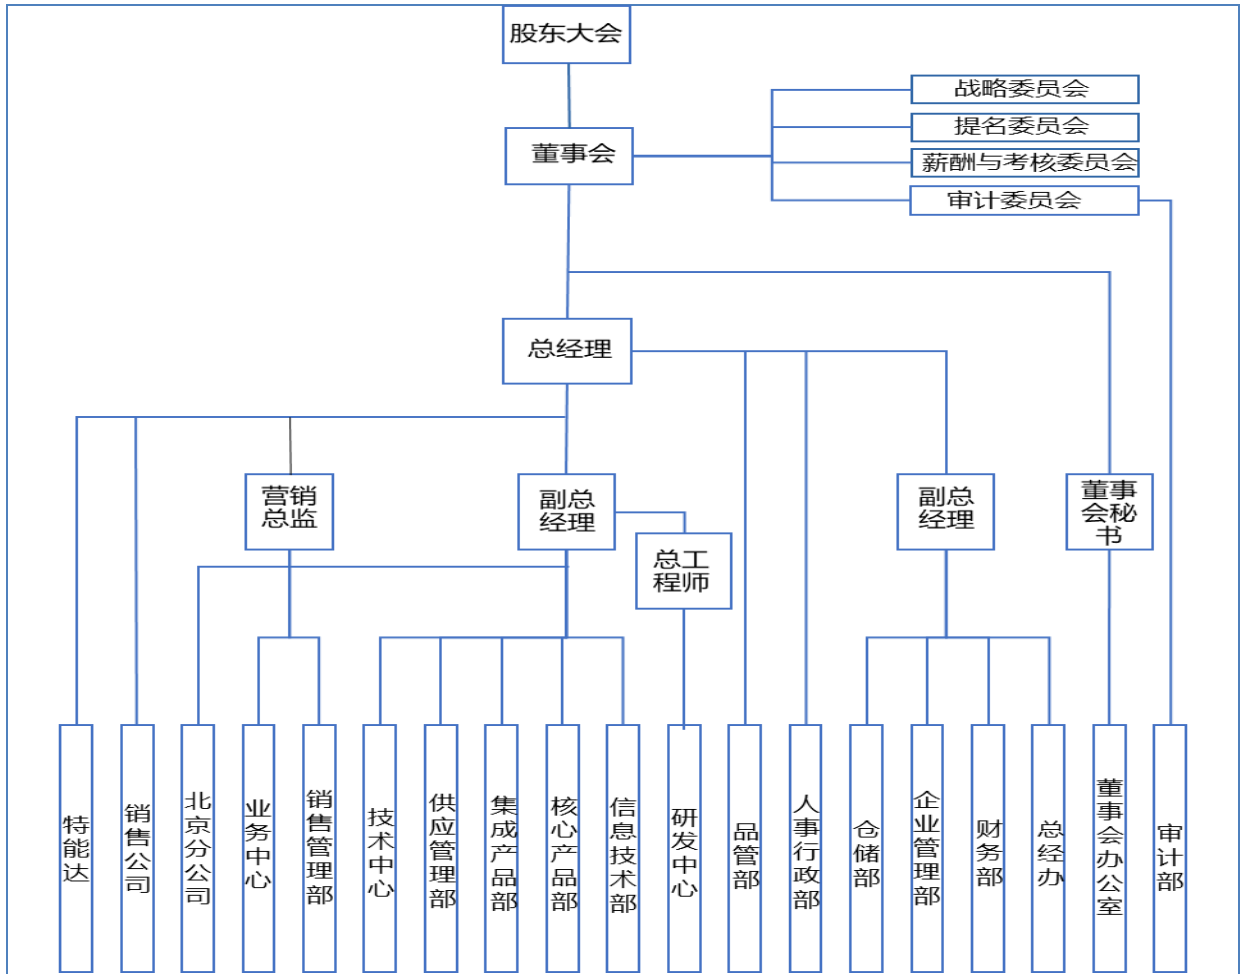 股东大会
战略委员会
提名委员会
董事会
薪酬与考核委员会
审计委员会
总经理
营销
总监
副总
经理
总工
程师
副总
经理
董事
会秘
书
特能达
销售公司
北京分公司
业务中心
销售管理部
技术中心
供应管理部
集成产品部
核心产品部
信息技术部
研发中心
品管部
人事行政部
仓储部
企业管理部
财务部
总经办
董事会办公室
审计部